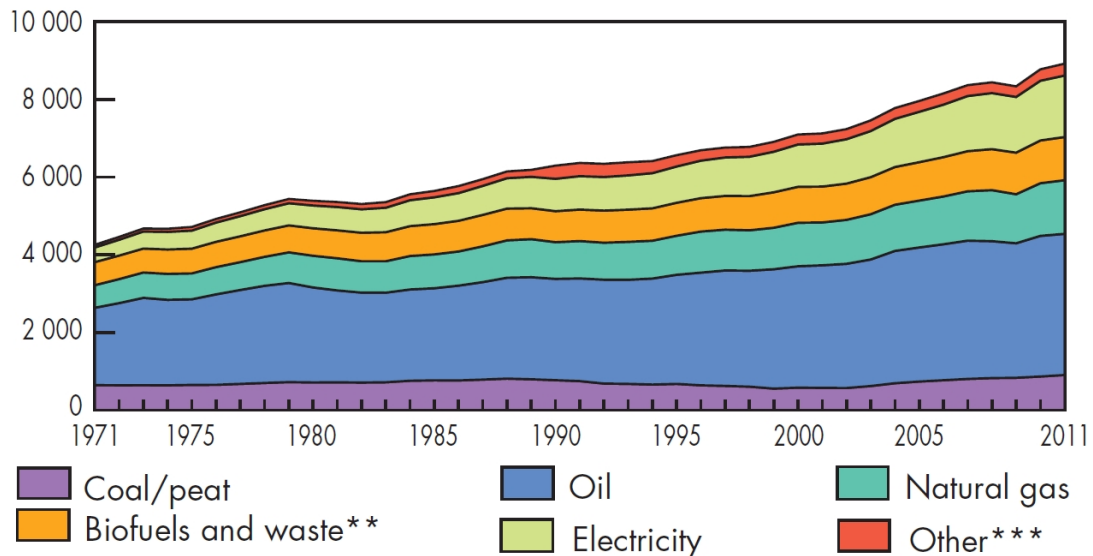 10 000
8 000
6 000
4 000
2 000
0
1971 1975 1980 1985 1990 1995 2000 2005 2011
Coal/peat Oil Natural gas
Biofuels and waste** Electricity Other***